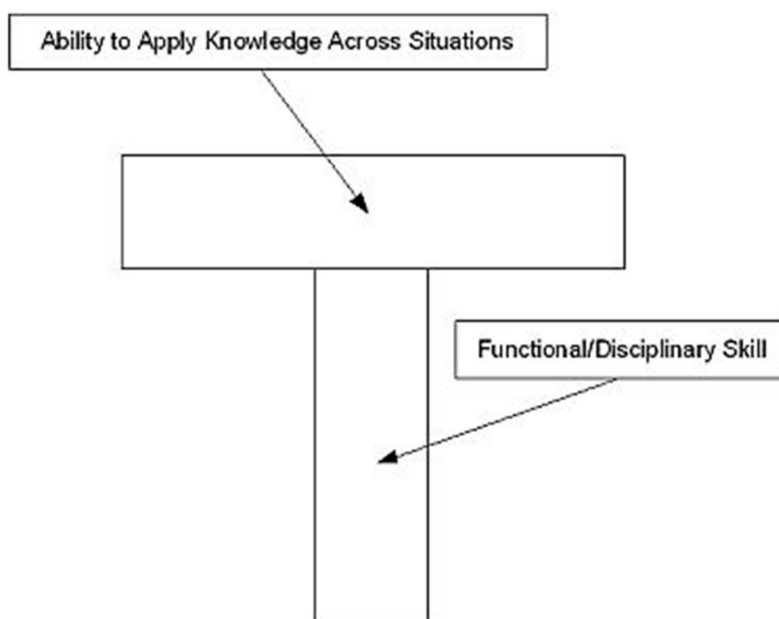 Ability to Apply Knowledge Across Situations
Functional/Disciplinary Skill